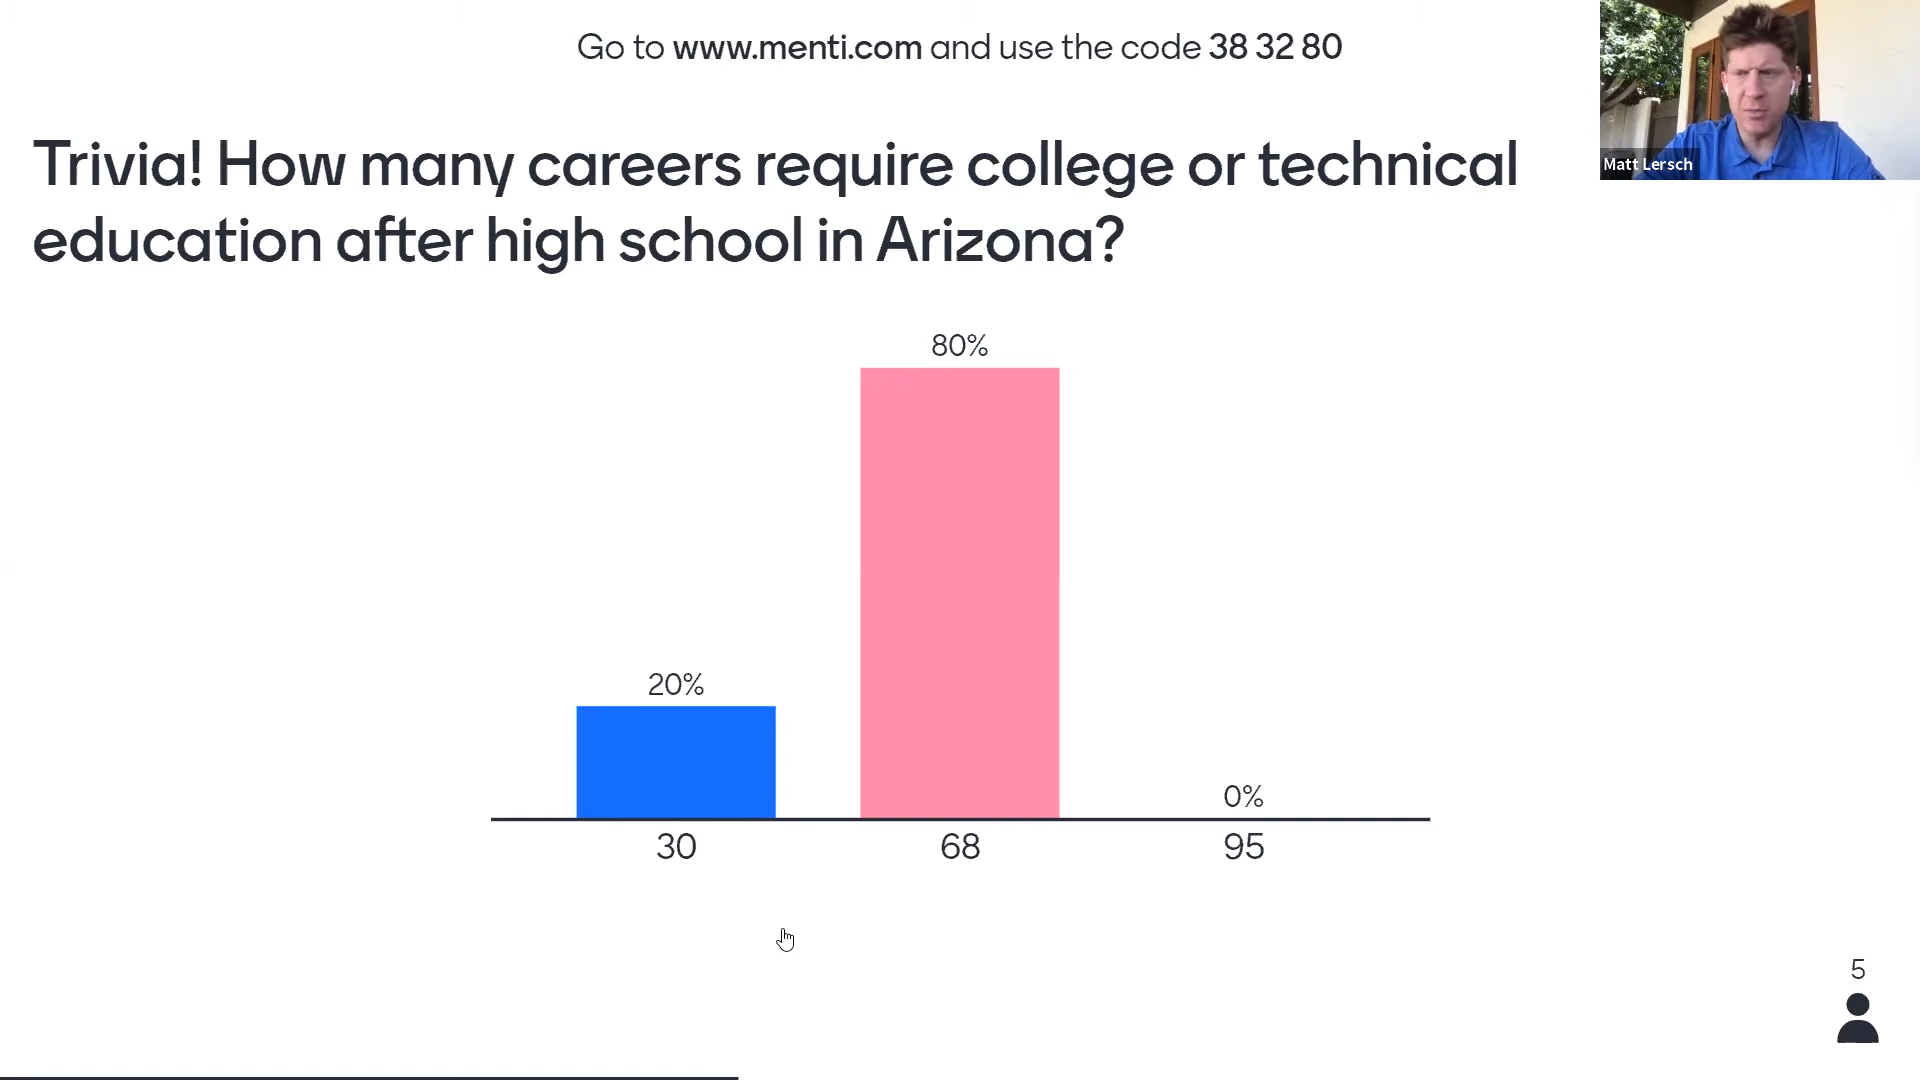 Go to www.menti.com and use the code 38 32 80
Matt Lersch
Trivia! How many careers require college or technical
education after high school in Arizona?
80%
20%
0%
30
68
95
5